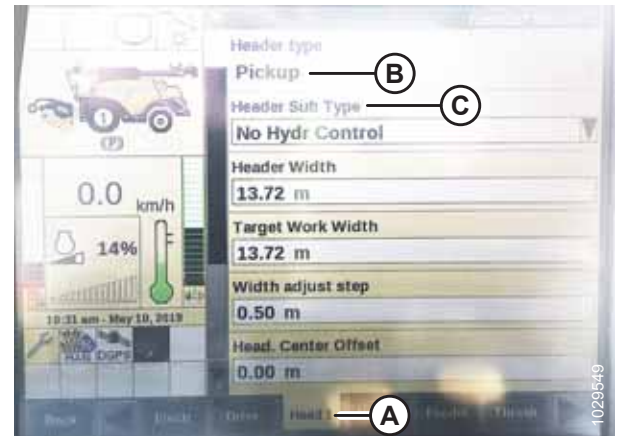 Header type
Pickup
B
Header Sub Type
C
No Hydr Control
Header Width
13.72 m
0.0 km/h
Target Work Width
14%
13.72 m
Width adjust step
0.50 m
10:31 am - May 10, 2019
Head. Center Offset
DGPS
0.00 m
Back
Drive
Head
A
Feeder
Thresh
1029549